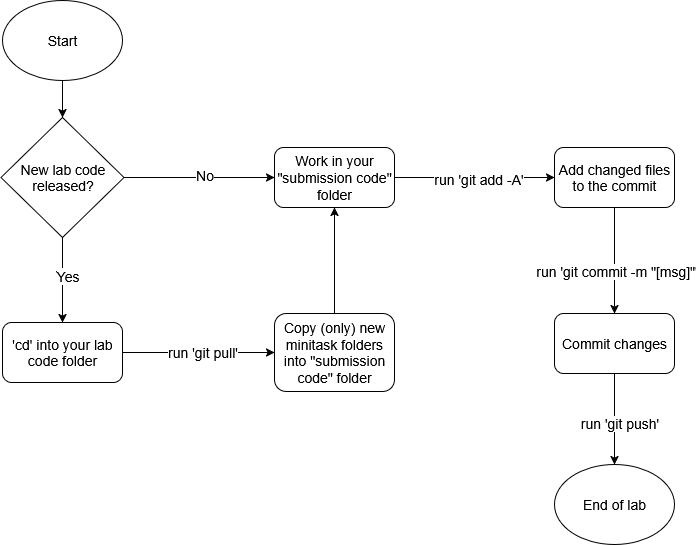 Start
New lab code
released?
No
Work in your
"submission code"
folder
run 'git add -A'
Add changed files
to the commit
Yes
run 'git commit -m "[msg]"'
'cd' into your lab
code folder
run 'git pull'
Copy (only) new
minitask folders
into "submission
code" folder
Commit changes
run 'git push'
End of lab